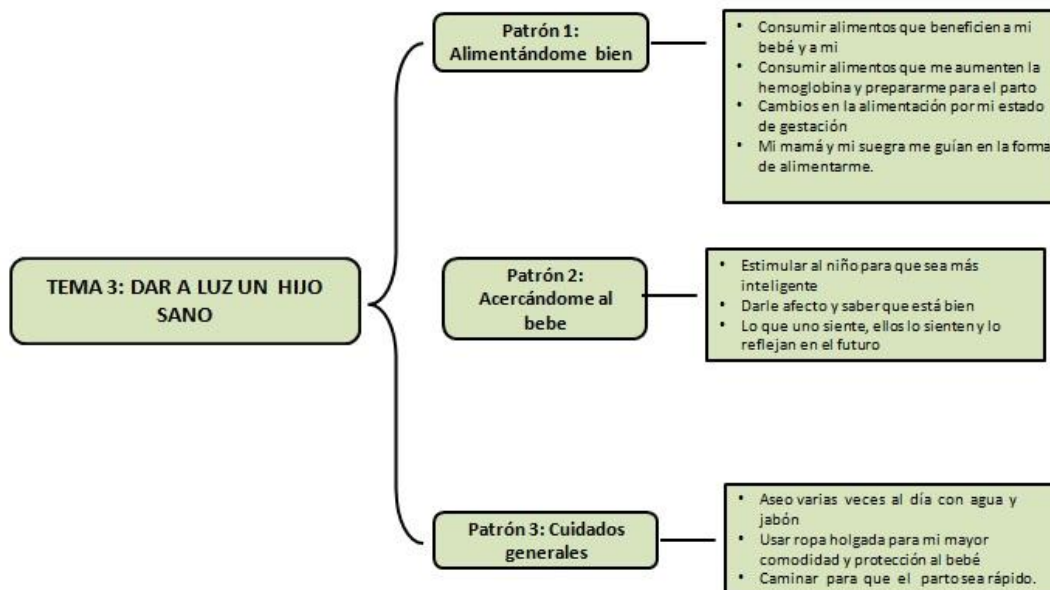 Patrón 1:
Alimentándome bien
• Consumir alimentos que beneficien a mi
bebé y a mi
• Consumir alimentos que me aumenten la
hemoglobina y prepararme para el parto
• Cambios en la alimentación por mi estado
de gestación
• Mi mamá y mi suegra me guían en la forma
de alimentarme.
TEMA 3: DAR A LUZ UN HIJO
SANO
Patrón 2:
Acercándome al
bebe
• Estimular al niño para que sea más
inteligente
• Darle afecto y saber que está bien
• Lo que uno siente, ellos lo sienten y lo
reflejan en el futuro
Patrón 3: Cuidados
generales
• Aseo varias veces al día con agua y
jabón
• Usar ropa holgada para mi mayor
comodidad y protección al bebé
• Caminar para que el parto sea rápido.